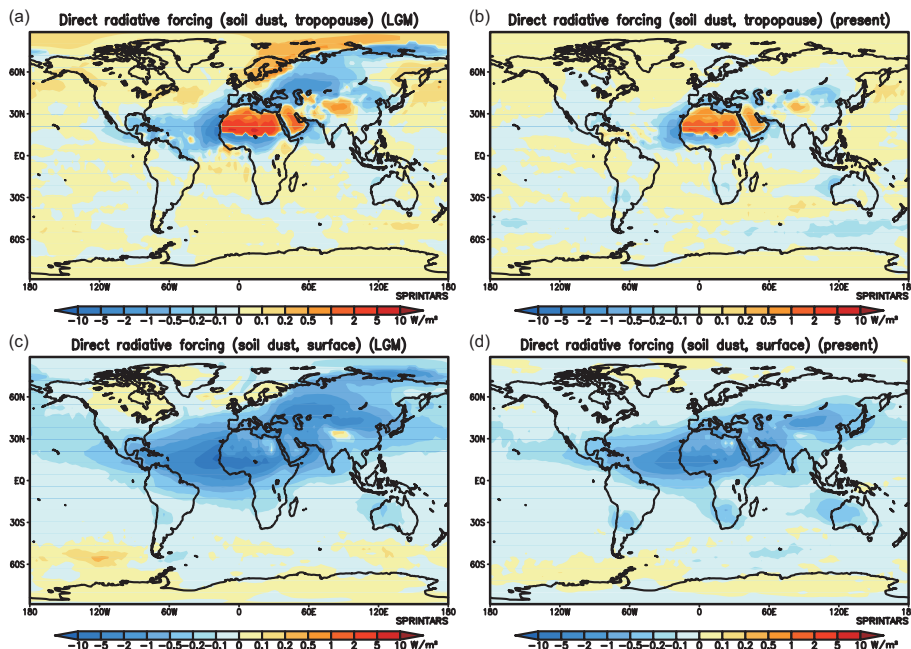 (a) Direct radiative forcing (soil dust, tropopause) (LGM)
60N
30N
EQ
30S
60S
180 120W 60W 0 60E 120E 180
SPRINTARS
-10 -5 -2 -1 -0.5 -0.2 -0.1 0 0.1 0.2 0.5 1 2 5 10 W/m²
(b) Direct radiative forcing (soil dust, tropopause) (present)
60N
30N
EQ
30S
60S
180 120W 60W 0 60E 120E 180
SPRINTARS
-10 -5 -2 -1 -0.5 -0.2 -0.1 0 0.1 0.2 0.5 1 2 5 10 W/m²
(c) Direct radiative forcing (soil dust, surface) (LGM)
60N
30N
EQ
30S
60S
180 120W 60W 0 60E 120E 180
SPRINTARS
-10 -5 -2 -1 -0.5 -0.2 -0.1 0 0.1 0.2 0.5 1 2 5 10 W/m²
(d) Direct radiative forcing (soil dust, surface) (present)
60N
30N
EQ
30S
60S
180 120W 60W 0 60E 120E 180
SPRINTARS
-10 -5 -2 -1 -0.5 -0.2 -0.1 0 0.1 0.2 0.5 1 2 5 10 W/m²